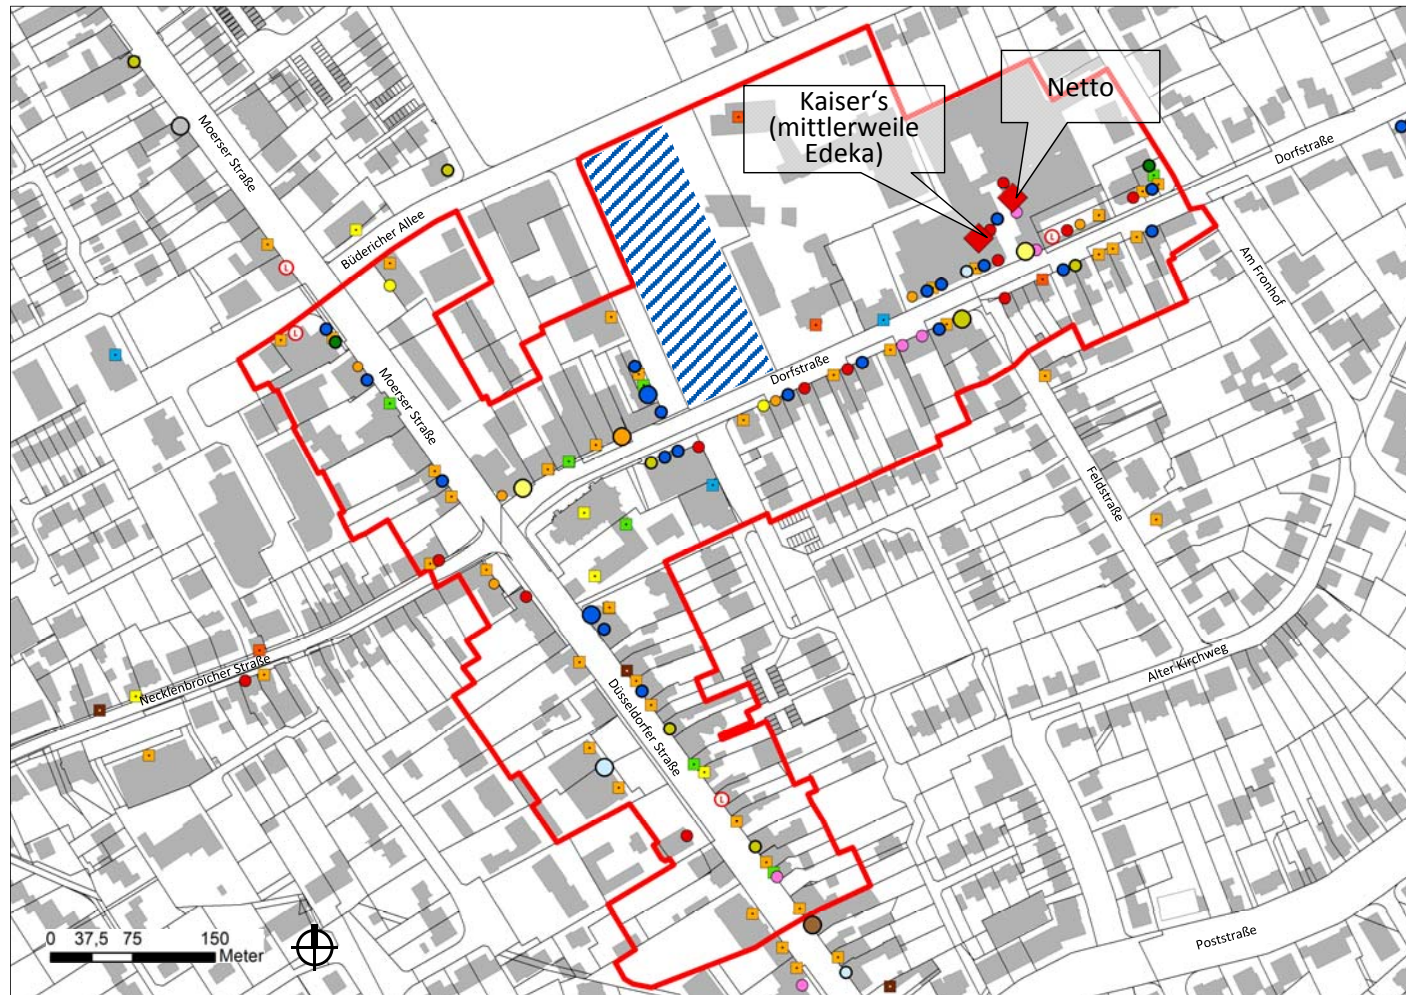 Kaiser‘s
(mittlerweile
Edeka)
Netto
Moerser Straße
Büdericher Allee
Dorfstraße
Am Fronhof
Moerser Straße
Dorfstraße
Feldstraße
Necklenbroicher Straße
Düsseldorfer Straße
Alter Kirchweg
Poststraße
0 37,5 75 150
Meter
L
L
L
L